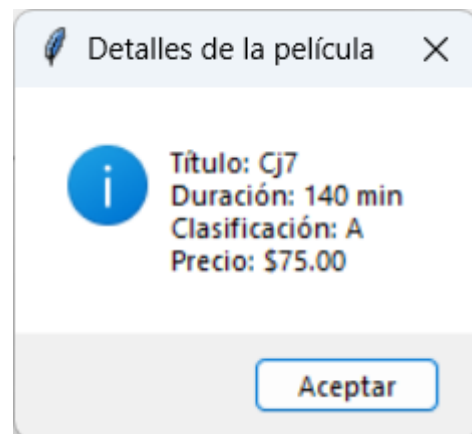 Detalles de la película
Título: Cj7
Duración: 140 min
Clasificación: A
Precio: $75.00
Aceptar